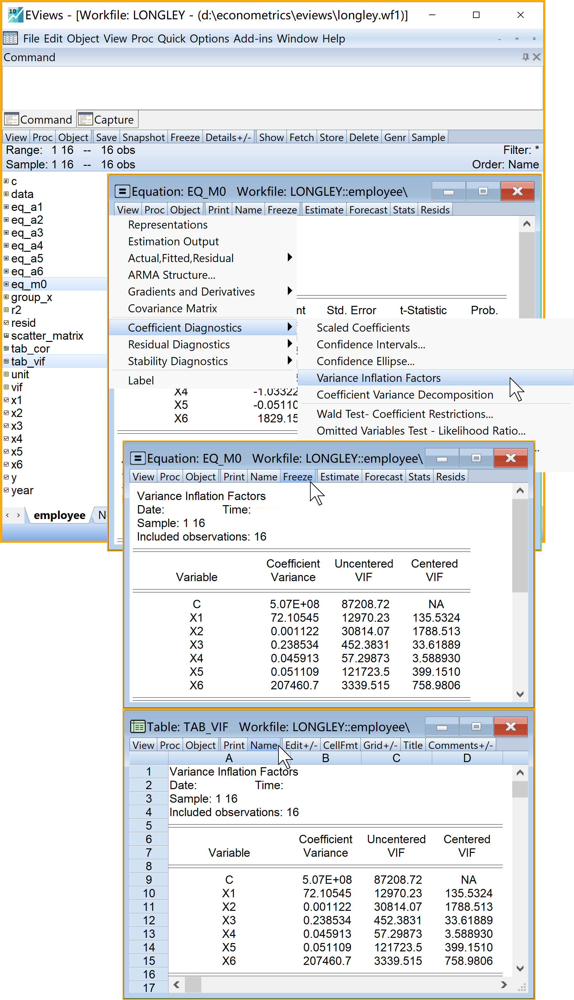 10 EViews - [Workfile: LONGLEY - (d:\econometrics\eviews\longley.wf1)]
File Edit Object View Proc Quick Options Add-ins Window Help
Command
Command Capture
View Proc Object Save Snapshot Freeze Details+/- Show Fetch Store Delete Genr Sample
Range: 1 16 -- 16 obs Filter: *
Sample: 1 16 -- 16 obs Order: Name
c
data
eq_a1
eq_a2
eq_a3
eq_a4
eq_a5
eq_a6
eq_m0
group_x
r2
resid
scatter_matrix
tab_cor
tab_vif
unit
vif
x1
x2
x3
x4
x5
x6
y
year
employee N
Equation: EQ_M0 Workfile: LONGLEY::employee\
View Proc Object Print Name Freeze Estimate Forecast Stats Resids
Representations
Estimation Output
Actual,Fitted,Residual
ARMA Structure...
Gradients and Derivatives
Covariance Matrix
Coefficient Diagnostics
Residual Diagnostics
Stability Diagnostics
Label
nt Std. Error t-Statistic Prob.
Scaled Coefficients
Confidence Intervals...
Confidence Ellipse...
Variance Inflation Factors
Coefficient Variance Decomposition
Wald Test- Coefficient Restrictions...
Omitted Variables Test - Likelihood Ratio...
X4 -1.03322
X5 -0.05110
X6 1829.15
Equation: EQ_M0 Workfile: LONGLEY::employee\
View Proc Object Print Name Freeze Estimate Forecast Stats Resids
Variance Inflation Factors
Date: Time:
Sample: 1 16
Included observations: 16
Coefficient Uncentered Centered
Variable Variance VIF VIF
C 5.07E+08 87208.72 NA
X1 72.10545 12970.23 135.5324
X2 0.001122 30814.07 1788.513
X3 0.238534 452.3831 33.61889
X4 0.045913 57.29873 3.588930
X5 0.051109 121723.5 399.1510
X6 207460.7 3339.515 758.9806
Table: TAB_VIF Workfile: LONGLEY::employee\
View Proc Object Print Name Edit+/- CellFmt Grid+/- Title Comments+/-
A B C D
1 Variance Inflation Factors
2 Date: Time:
3 Sample: 1 16
4 Included observations: 16
5
6 Coefficient Uncentered Centered
7 Variable Variance VIF VIF
8
9 C 5.07E+08 87208.72 NA
10 X1 72.10545 12970.23 135.5324
11 X2 0.001122 30814.07 1788.513
12 X3 0.238534 452.3831 33.61889
13 X4 0.045913 57.29873 3.588930
14 X5 0.051109 121723.5 399.1510
15 X6 207460.7 3339.515 758.9806
16
17